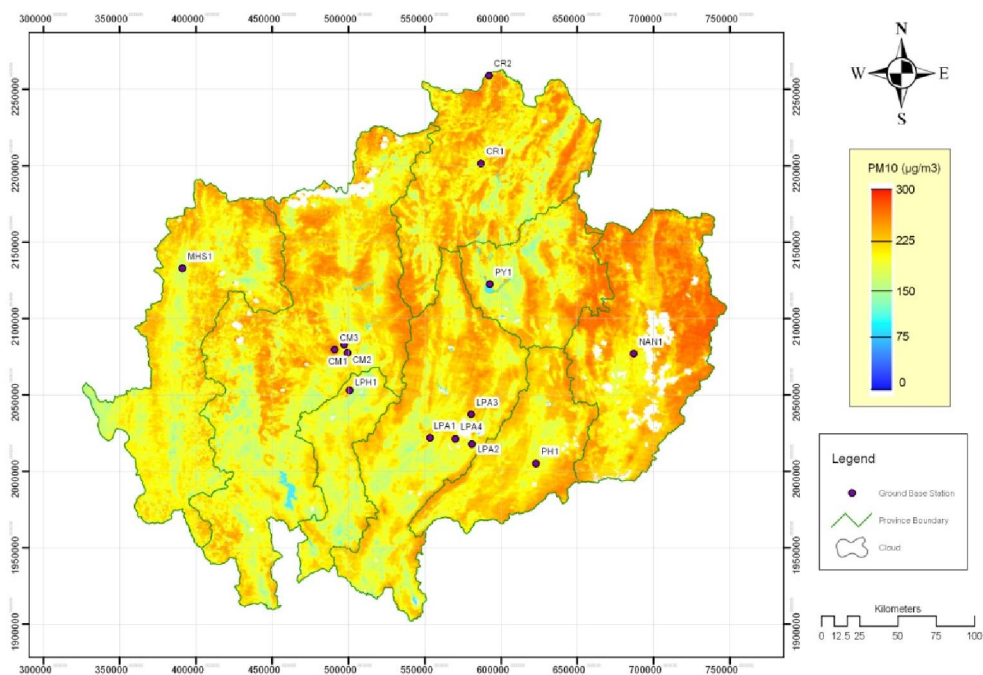 300000 350000 400000 450000 500000 550000 600000 650000 700000 750000
2250000
2200000
2150000
2100000
2050000
2000000
1950000
1900000
2250000
2200000
2150000
2100000
2050000
2000000
1950000
1900000
CR2
CR1
MHS1
PY1
CM3
NAN1
CM1 CM2
LPH1
LPA3
LPA1 LPA4
LPA2
PH1
300000 350000 400000 450000 500000 550000 600000 650000 700000 750000
N
W E
S
PM10 (µg/m3)
300
225
150
75
0
Legend
Ground Base Station
Province Boundary
Cloud
Kilometers
0 12.5 25 50 75 100